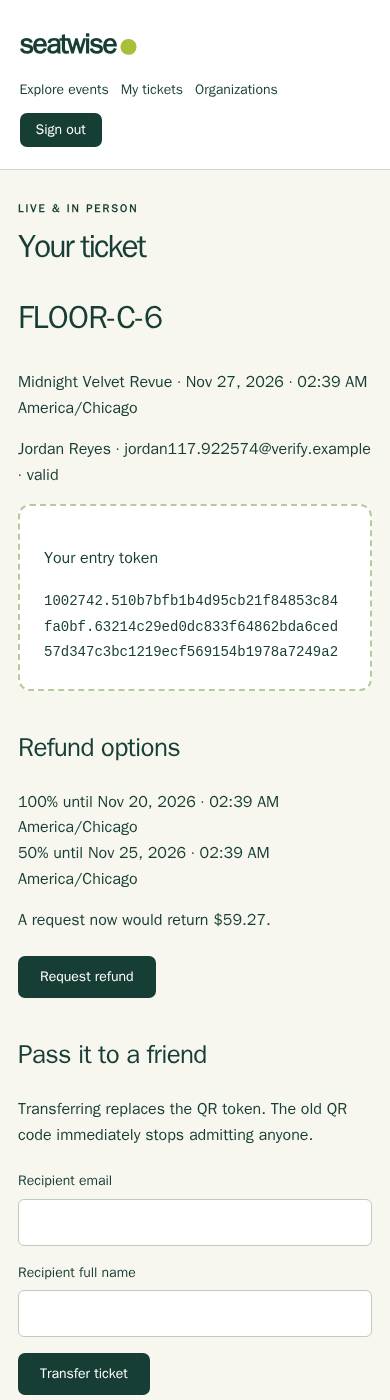 seatwise
Explore events My tickets Organizations
Sign out
LIVE & IN PERSON
Your ticket
FLOOR-C-6
Midnight Velvet Revue · Nov 27, 2026 · 02:39 AM
America/Chicago
Jordan Reyes · jordan117.922574@verify.example
· valid
Your entry token
1002742.510b7bfb1b4d95cb21f84853c84
fa0bf.63214c29ed0dc833f64862bda6ced
57d347c3bc1219ecf569154b1978a7249a2
Refund options
100% until Nov 20, 2026 · 02:39 AM
America/Chicago
50% until Nov 25, 2026 · 02:39 AM
America/Chicago
A request now would return $59.27.
Request refund
Pass it to a friend
Transferring replaces the QR token. The old QR
code immediately stops admitting anyone.
Recipient email
Recipient full name
Transfer ticket